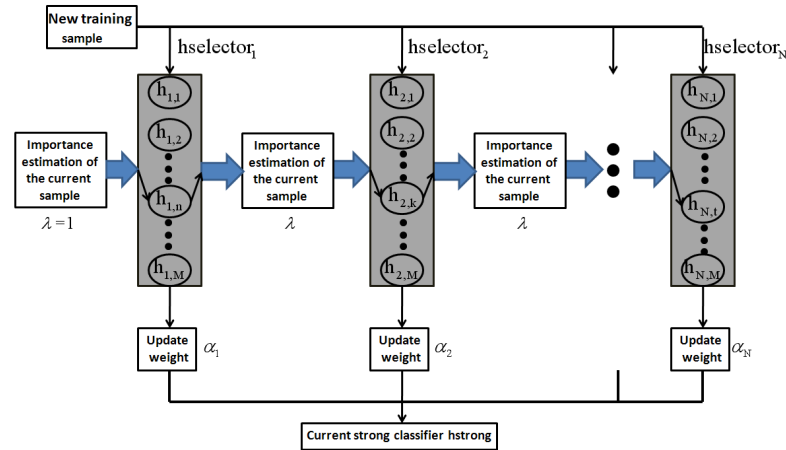 New training
sample
hselector₁
hselector₂
hselectorN
h1,1
h1,2
h1,n
h1,M
h2,1
h2,2
h2,k
h2,M
hN,1
hN,2
hN,t
hN,M
Importance
estimation of
the current
sample
λ = 1
Importance
estimation of
the current
sample
λ
Importance
estimation of
the current
sample
λ
Update
weight
α₁
Update
weight
α₂
Update
weight
αN
Current strong classifier hstrong